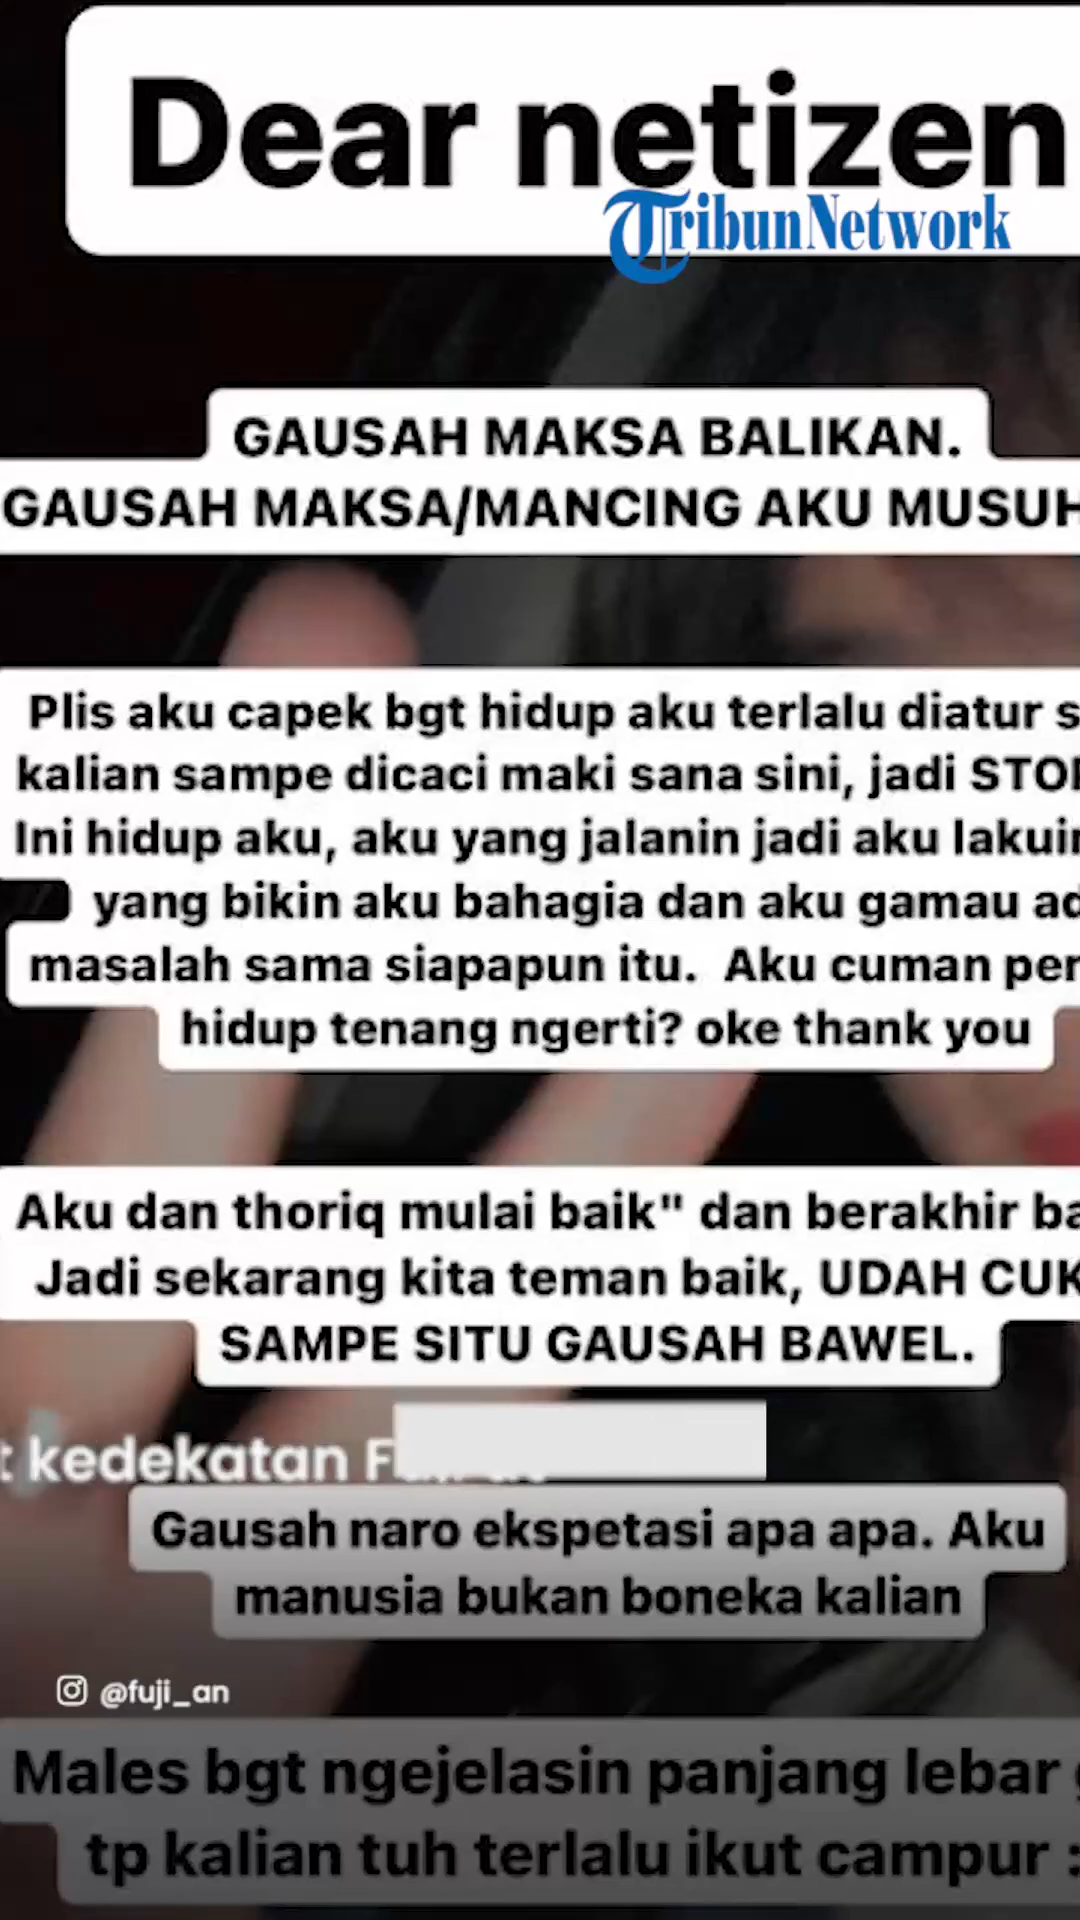 Dear netizen
TribunNetwork
GAUSAH MAKSA BALIKAN.
GAUSAH MAKSA/MANCING AKU MUSUH
Plis aku capek bgt hidup aku terlalu diatur
kalian sampe dicaci maki sana sini, jadi
Ini hidup aku, aku yang jalanin jadi aku
yang bikin aku bahagia dan aku gamau
masalah sama siapapun itu. Aku cuman
hidup tenang ngerti? oke thank you
Aku dan thoriq mulai baik" dan berakhir
Jadi sekarang kita teman baik, UDAH
SAMPE SITU GAUSAH BAWEL.
kedekatan
Gausah naro ekspetasi apa apa. Aku
manusia bukan boneka kalian
@fuji_an
Males bgt ngejelasin panjang lebar
tp kalian tuh terlalu ikut campur :